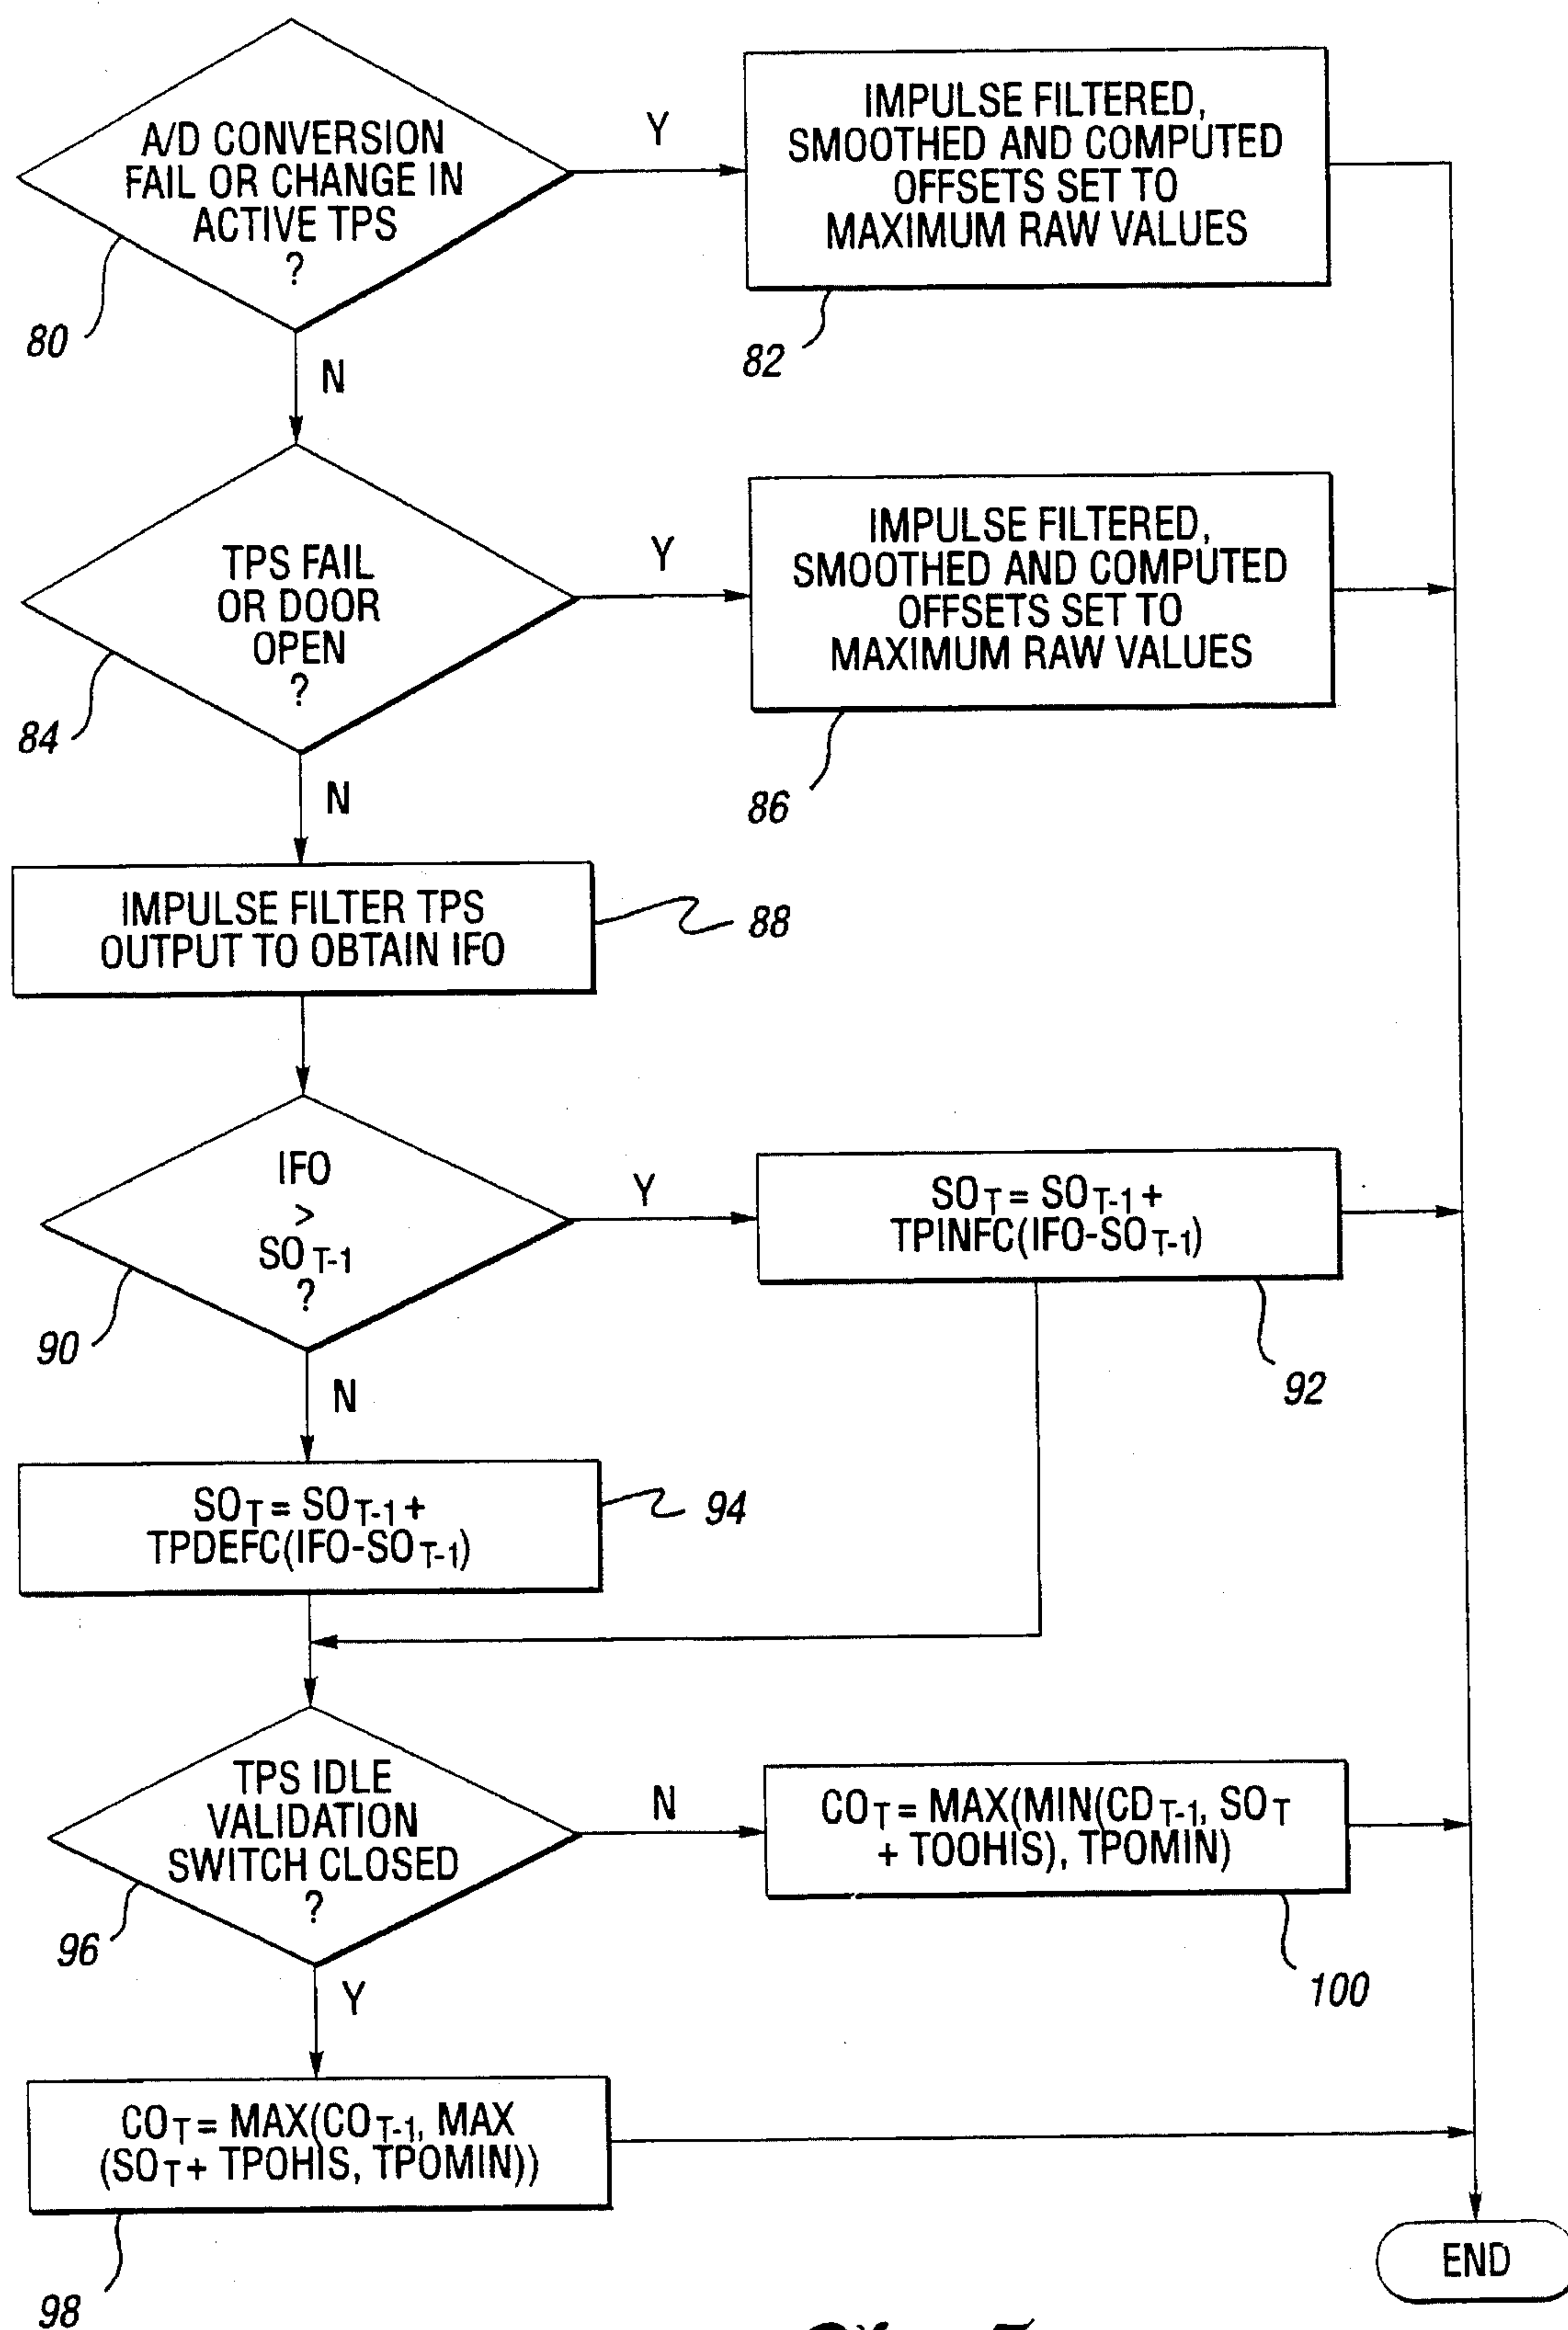 A/D CONVERSION
FAIL OR CHANGE IN
ACTIVE TPS
?
Y
IMPULSE FILTERED,
SMOOTHED AND COMPUTED
OFFSETS SET TO
MAXIMUM RAW VALUES
80
82
N
TPS FAIL
OR DOOR
OPEN
?
Y
IMPULSE FILTERED,
SMOOTHED AND COMPUTED
OFFSETS SET TO
MAXIMUM RAW VALUES
84
86
N
IMPULSE FILTER TPS
OUTPUT TO OBTAIN IFO
88
IFO
>
SO T-1
?
Y
SO T = SO T-1 +
TPINFC(IFO-SO T-1)
90
92
N
SO T = SO T-1 +
TPDEFC(IFO-SO T-1)
94
TPS IDLE
VALIDATION
SWITCH CLOSED
?
N
CO T = MAX(MIN(CD T-1, SO T
+ TOOHIS), TPOMIN)
96
100
Y
CO T = MAX(CO T-1, MAX
(SO T + TPOHIS, TPOMIN))
98
END